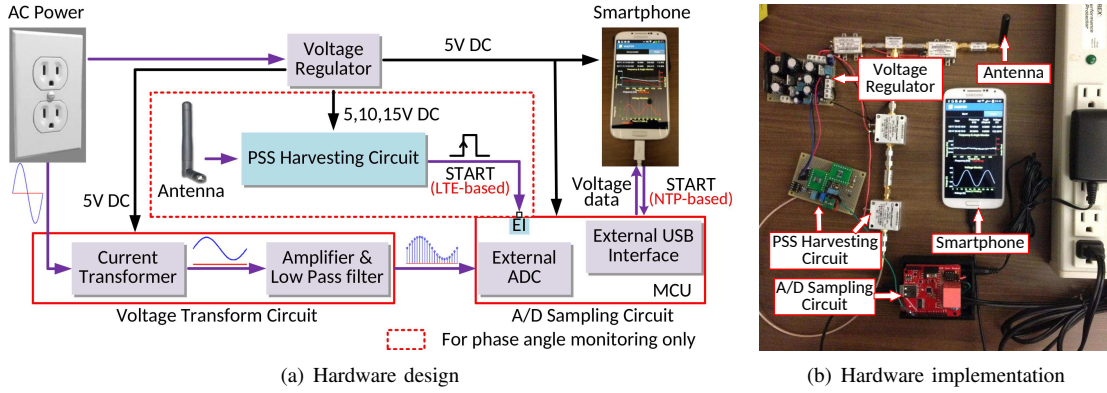 AC Power
Smartphone
Voltage
Regulator
5V DC
5,10,15V DC
PSS Harvesting Circuit
Antenna
START
(LTE-based)
Voltage
data
START
(NTP-based)
5V DC
EI
Current
Transformer
Amplifier &
Low Pass filter
External
ADC
External USB
Interface
MCU
Voltage Transform Circuit
A/D Sampling Circuit
For phase angle monitoring only
(a) Hardware design
Voltage
Regulator
Antenna
PSS Harvesting
Circuit
Smartphone
A/D Sampling
Circuit
(b) Hardware implementation